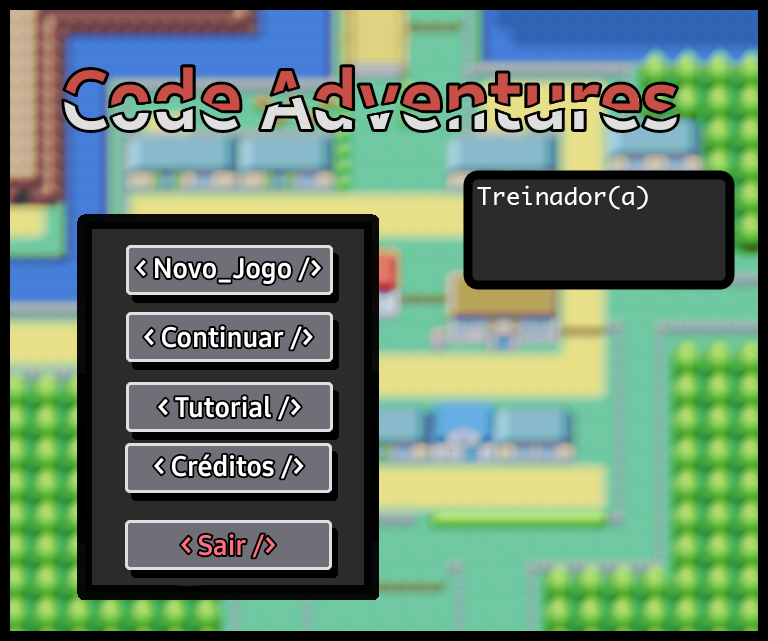 Code Adventures
Treinador(a)
< Novo_Jogo />
< Continuar />
< Tutorial />
< Créditos />
< Sair />